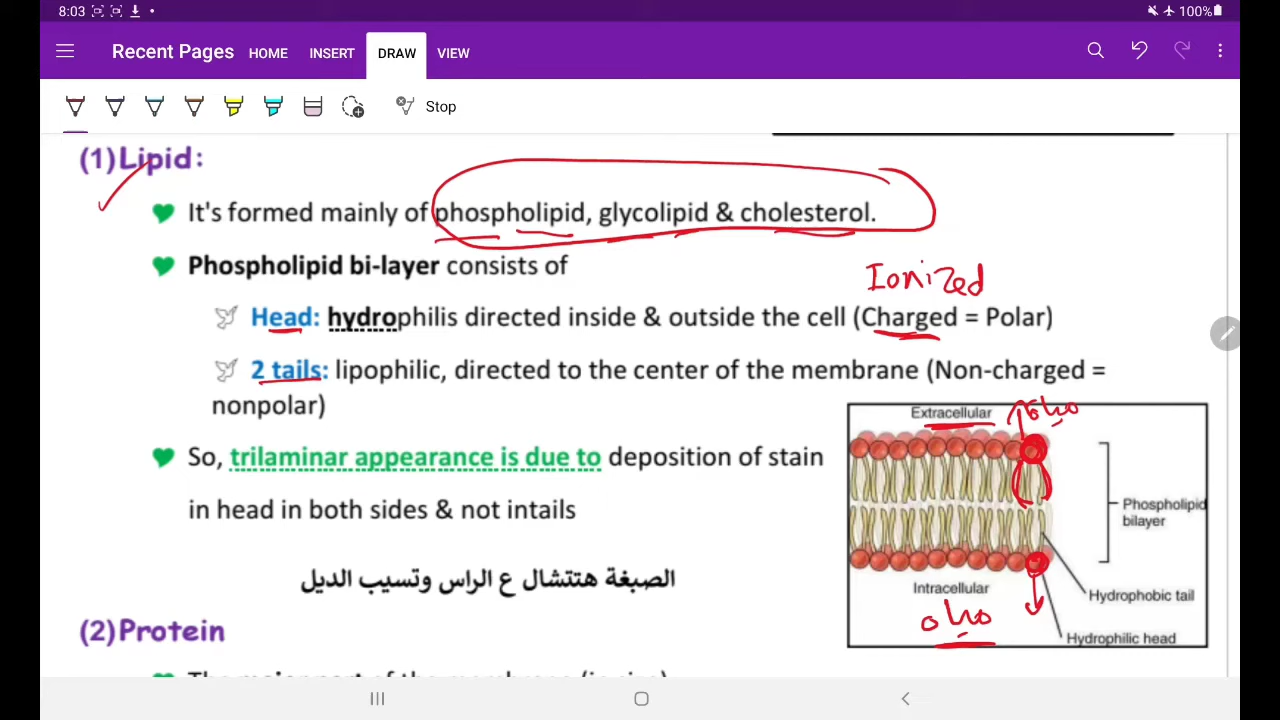 8:03
100%
Recent Pages HOME INSERT DRAW VIEW
Stop
(1)Lipid:
It's formed mainly of phospholipid, glycolipid & cholesterol.
Phospholipid bi-layer consists of
Ionized
Head: hydrophilis directed inside & outside the cell (Charged = Polar)
2 tails: lipophilic, directed to the center of the membrane (Non-charged =
nonpolar)
Extracellular
مياه
So, trilaminar appearance is due to deposition of stain
in head in both sides & not intails
Phospholipid
bilayer
الصبغة هتتشال ع الراس وتسيب الديل
Intracellular
Hydrophobic tail
مياه
Hydrophilic head
(2)Protein